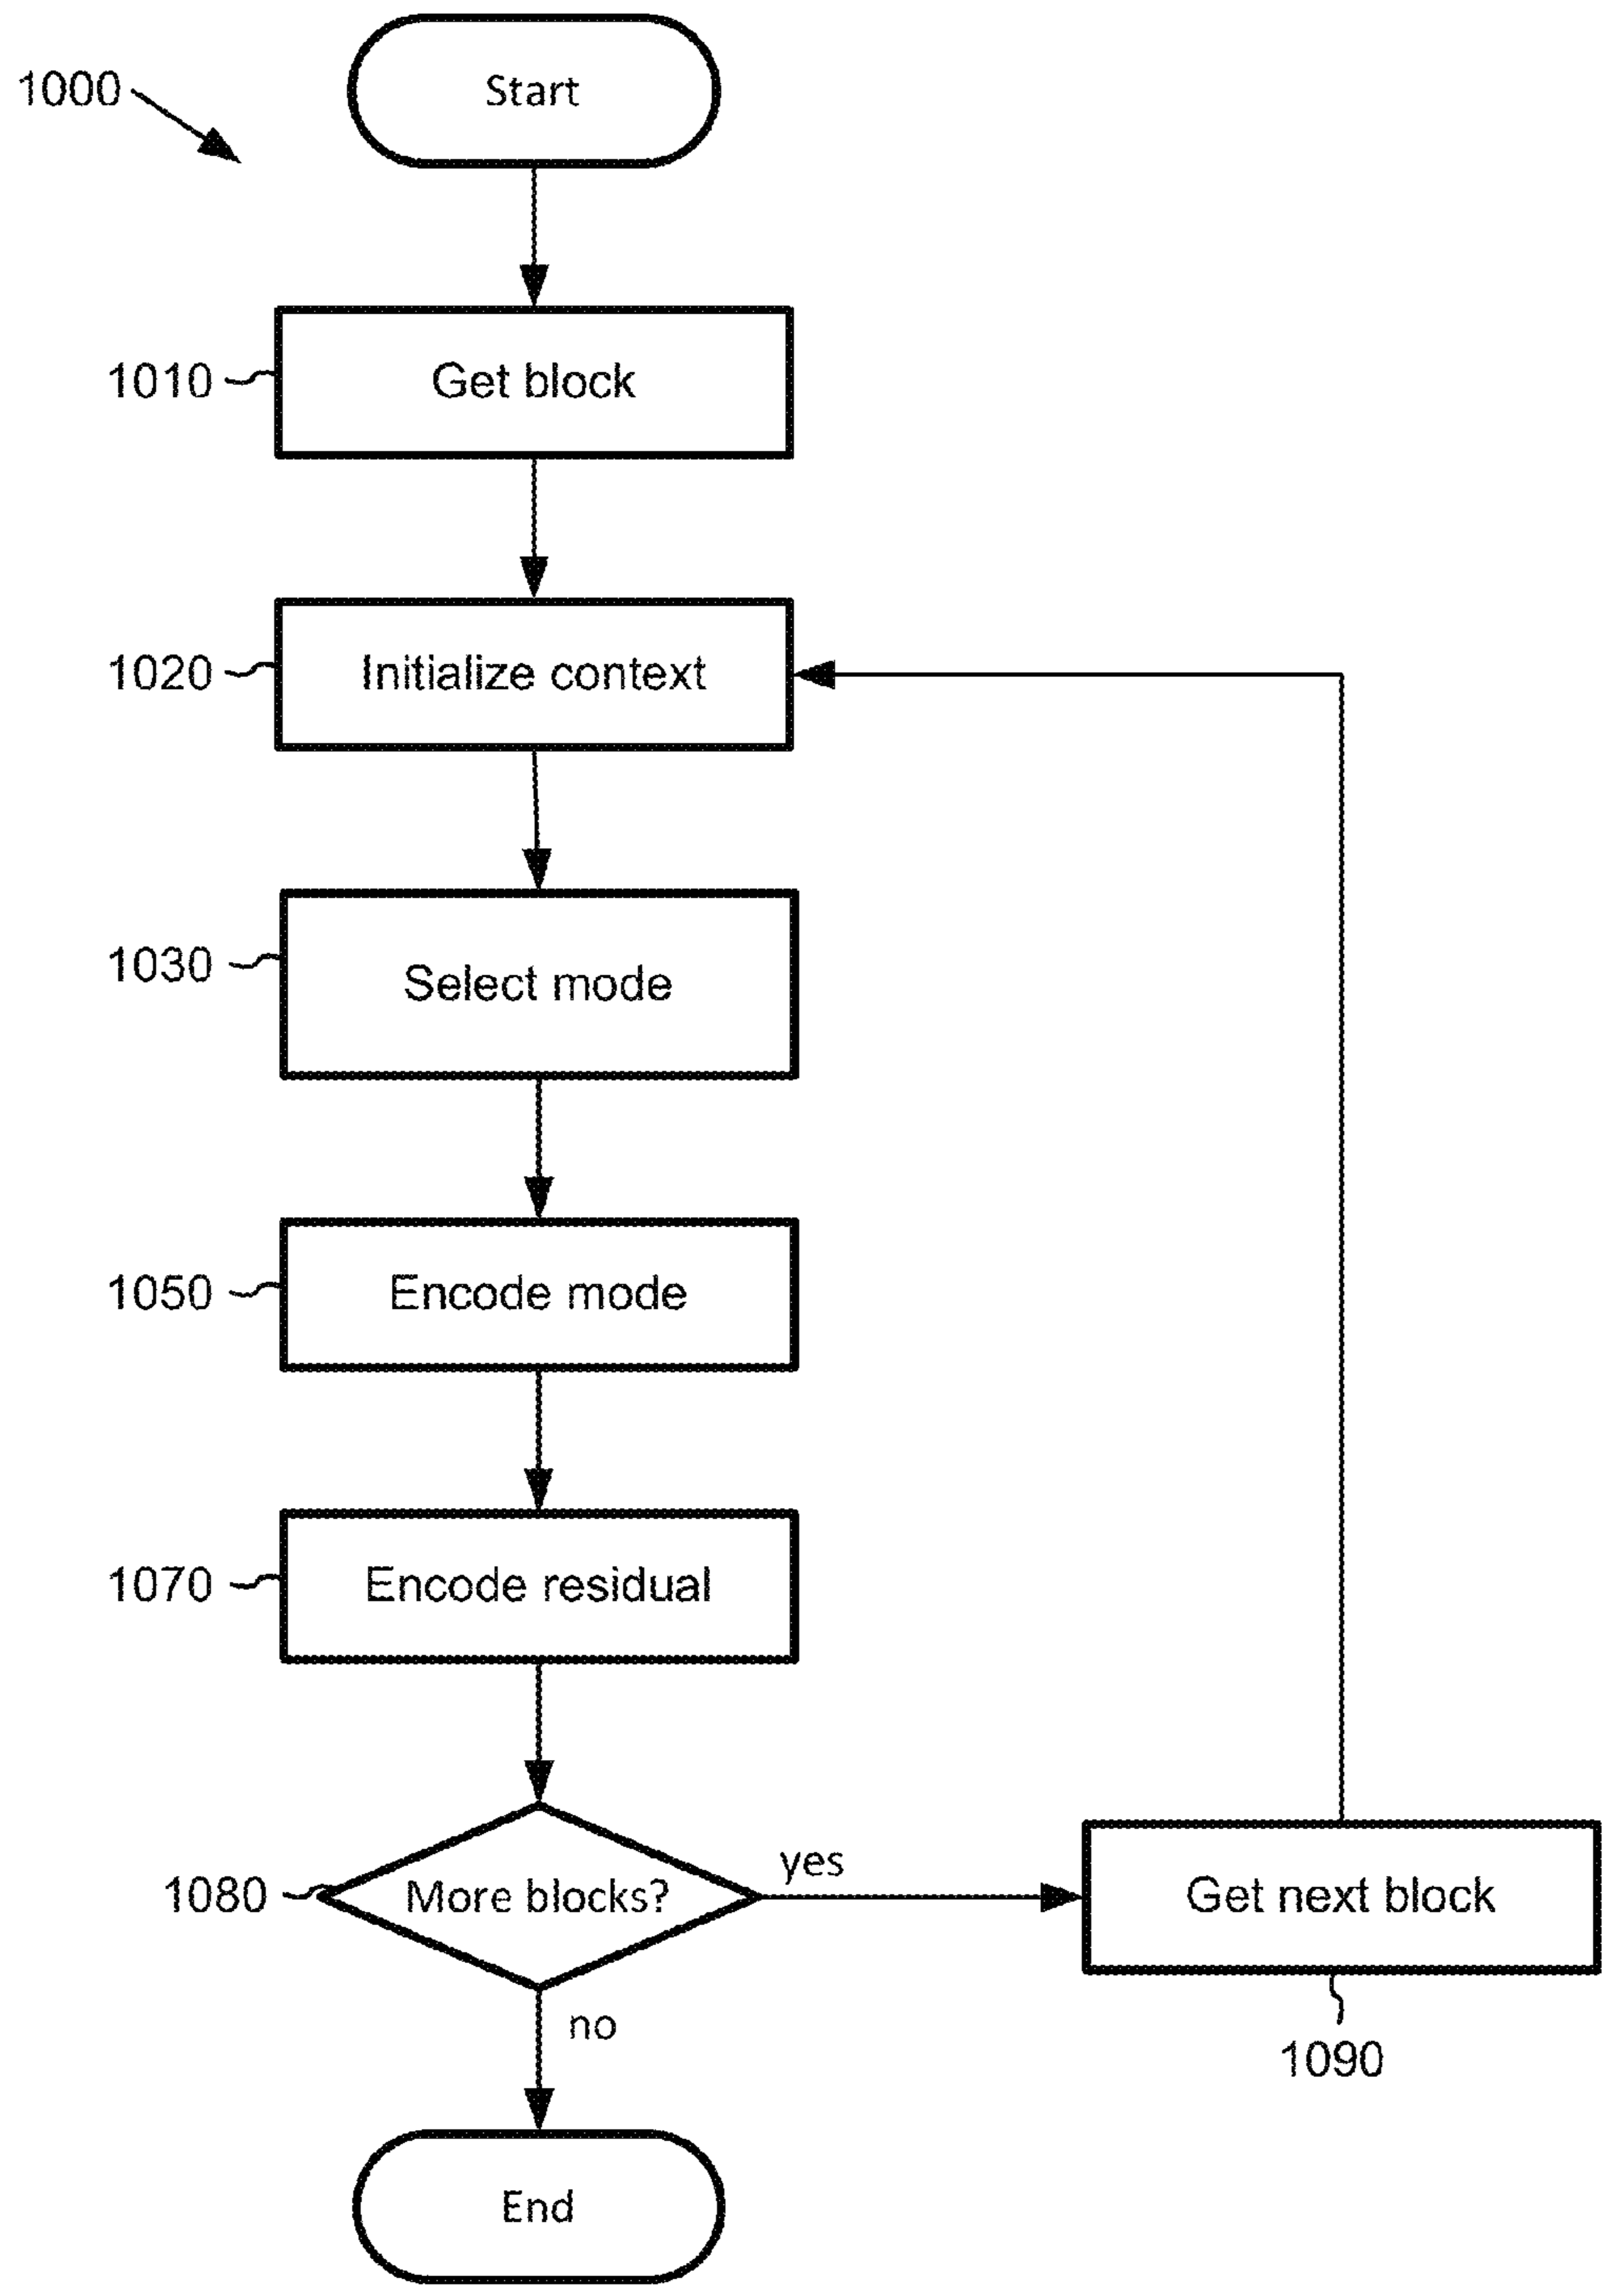 Start
1000
1010
Get block
1020
Initialize context
1030
Select mode
1050
Encode mode
1070
Encode residual
1080
More blocks?
yes
Get next block
no
1090
End